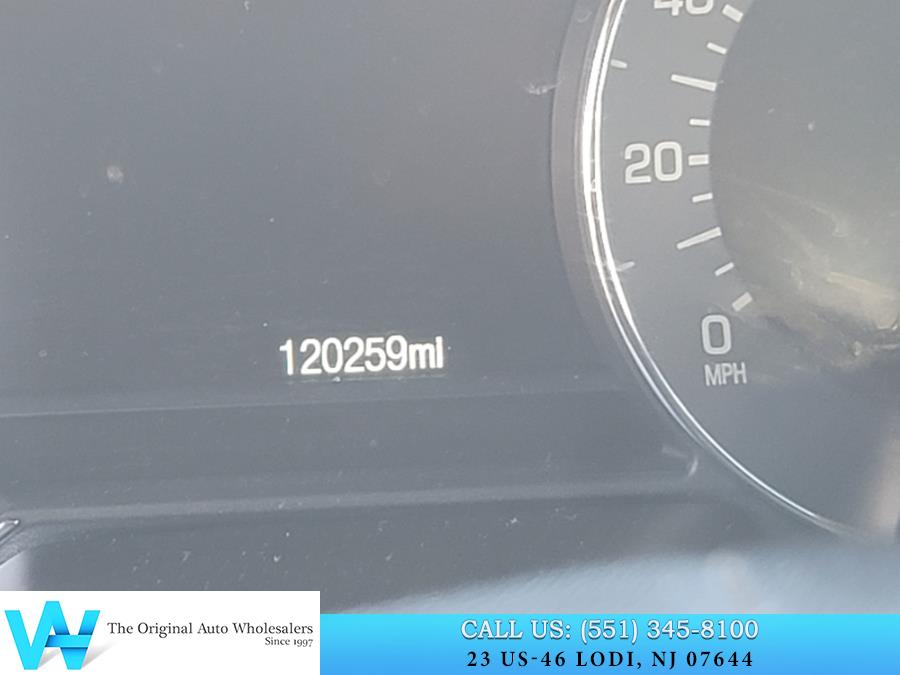 40
20
120259mi
0
MPH
The Original Auto Wholesalers
Since 1997
CALL US: (551) 345-8100
23 US-46 LODI, NJ 07644